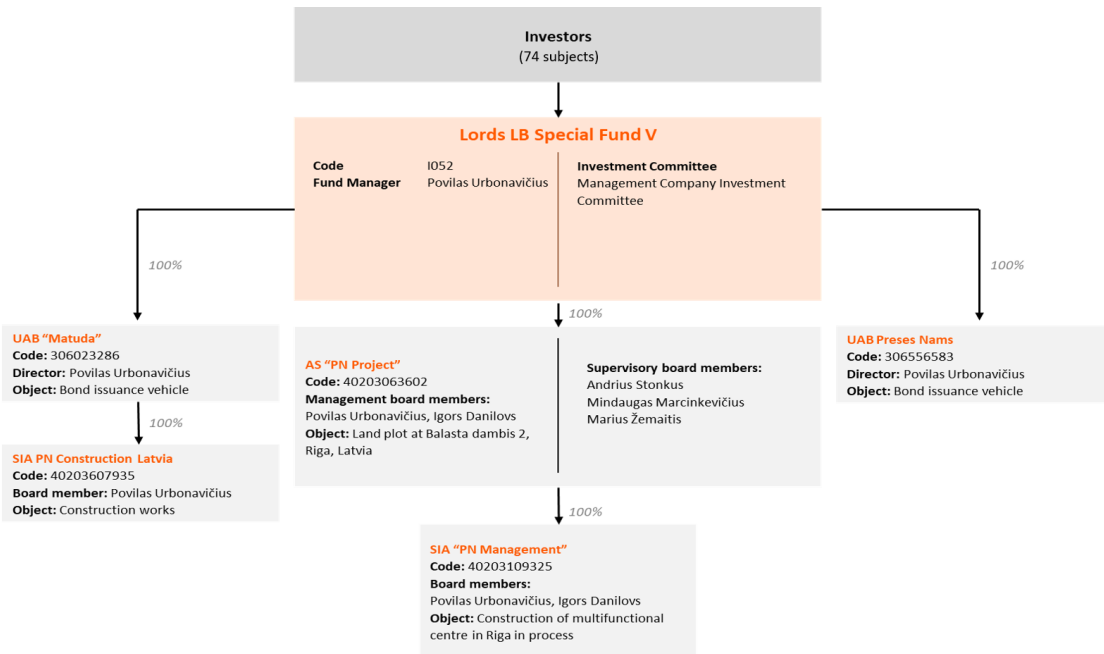 Investors
(74 subjects)
Lords LB Special Fund V
Code I052
Fund Manager Povilas Urbonavičius
Investment Committee
Management Company Investment
Committee
100%
100%
100%
UAB “Matuda”
Code: 306023286
Director: Povilas Urbonavičius
Object: Bond issuance vehicle
100%
SIA PN Construction Latvia
Code: 40203607935
Board member: Povilas Urbonavičius
Object: Construction works
AS “PN Project”
Code: 40203063602
Management board members:
Povilas Urbonavičius, Igors Danilovs
Object: Land plot at Balasta dambis 2,
Riga, Latvia
Supervisory board members:
Andrius Stonkus
Mindaugas Marcinkevičius
Marius Žemaitis
UAB Preses Nams
Code: 306556583
Director: Povilas Urbonavičius
Object: Bond issuance vehicle
100%
SIA “PN Management”
Code: 40203109325
Board members:
Povilas Urbonavičius, Igors Danilovs
Object: Construction of multifunctional
centre in Riga in process